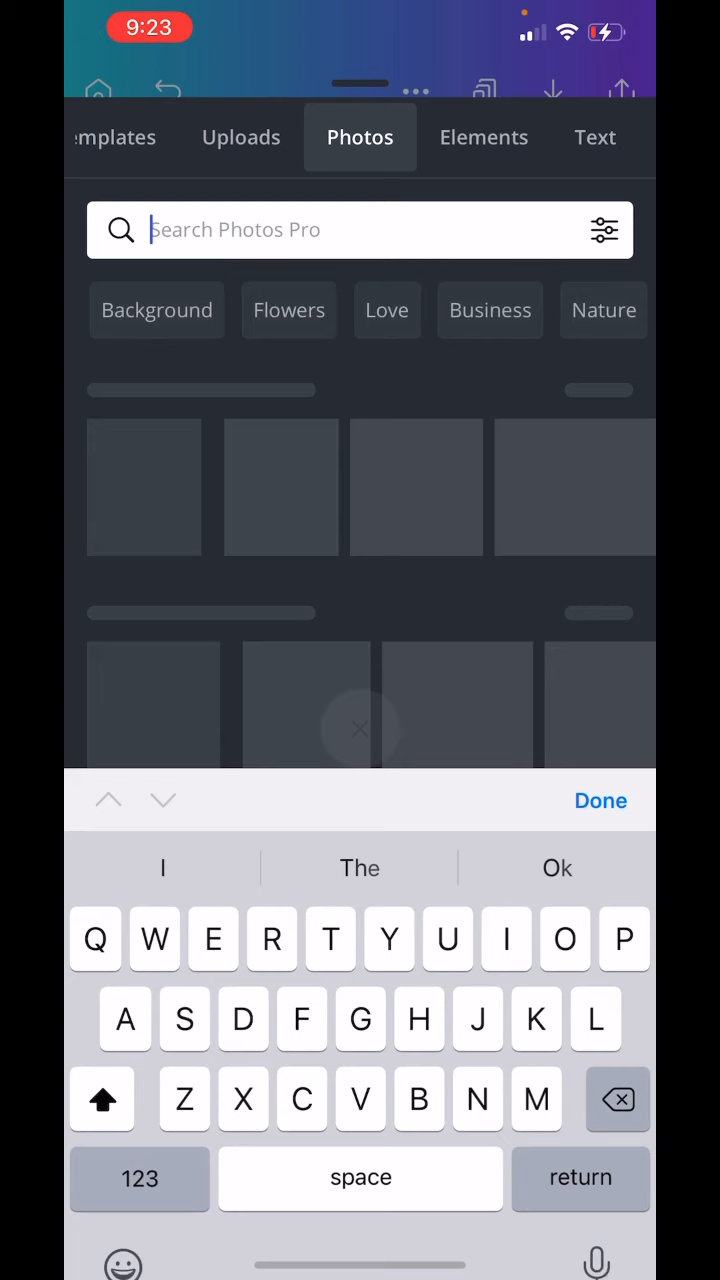 9:23
emplates Uploads Photos Elements Text
Search Photos Pro
Background Flowers Love Business Nature
Done
I The Ok
Q W E R T Y U I O P
A S D F G H J K L
Z X C V B N M
123 space return